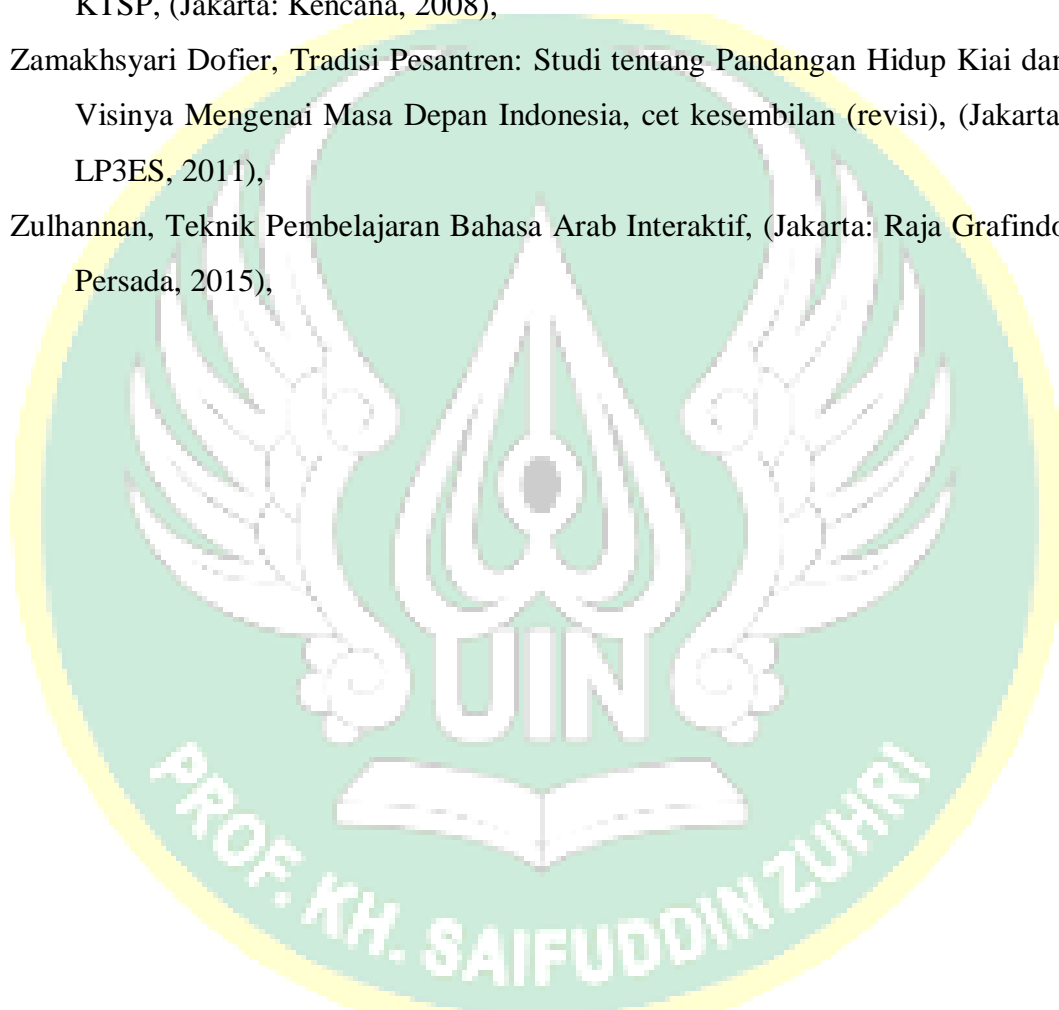 KTSP, (Jakarta: Kencana, 2008),
Zamakhsyari Dofier, Tradisi Pesantren: Studi tentang Pandangan Hidup Kiai dan
Visinya Mengenai Masa Depan Indonesia, cet kesembilan (revisi), (Jakarta:
LP3ES, 2011),
Zulhannan, Teknik Pembelajaran Bahasa Arab Interaktif, (Jakarta: Raja Grafindo
Persada, 2015),
UIN
PROF. KH. SAIFUDDIN ZUHRI